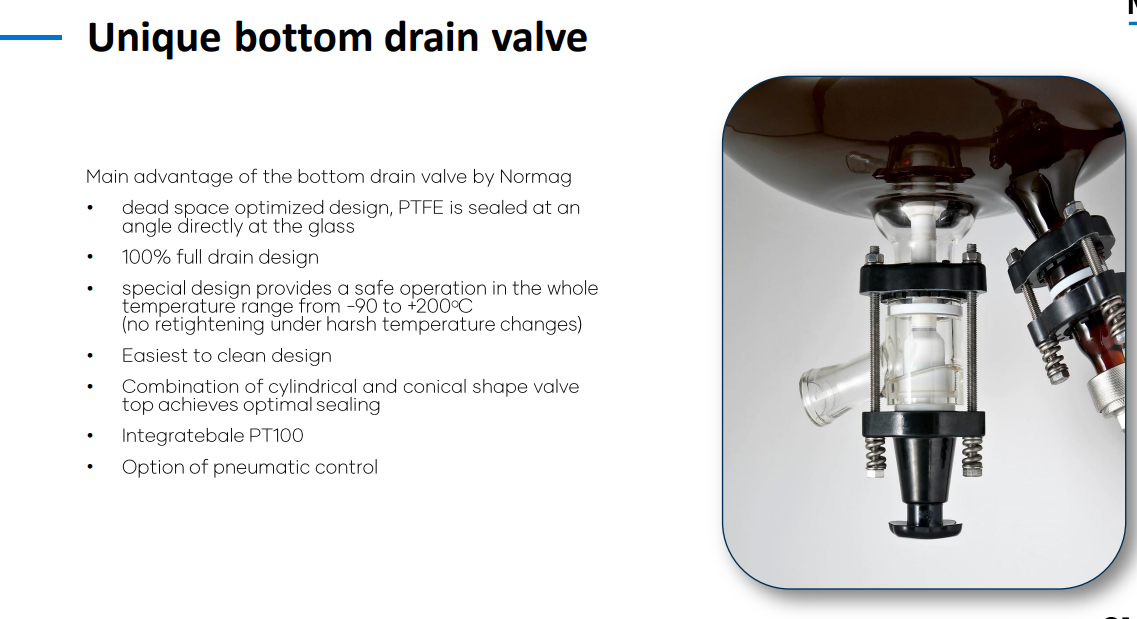 Unique bottom drain valve
Main advantage of the bottom drain valve by Normag
• dead space optimized design, PTFE is sealed at an
angle directly at the glass
• 100% full drain design
• special design provides a safe operation in the whole
temperature range from -90 to +200ºC
(no retightening under harsh temperature changes)
• Easiest to clean design
• Combination of cylindrical and conical shape valve
top achieves optimal sealing
• Integratebale PT100
• Option of pneumatic control